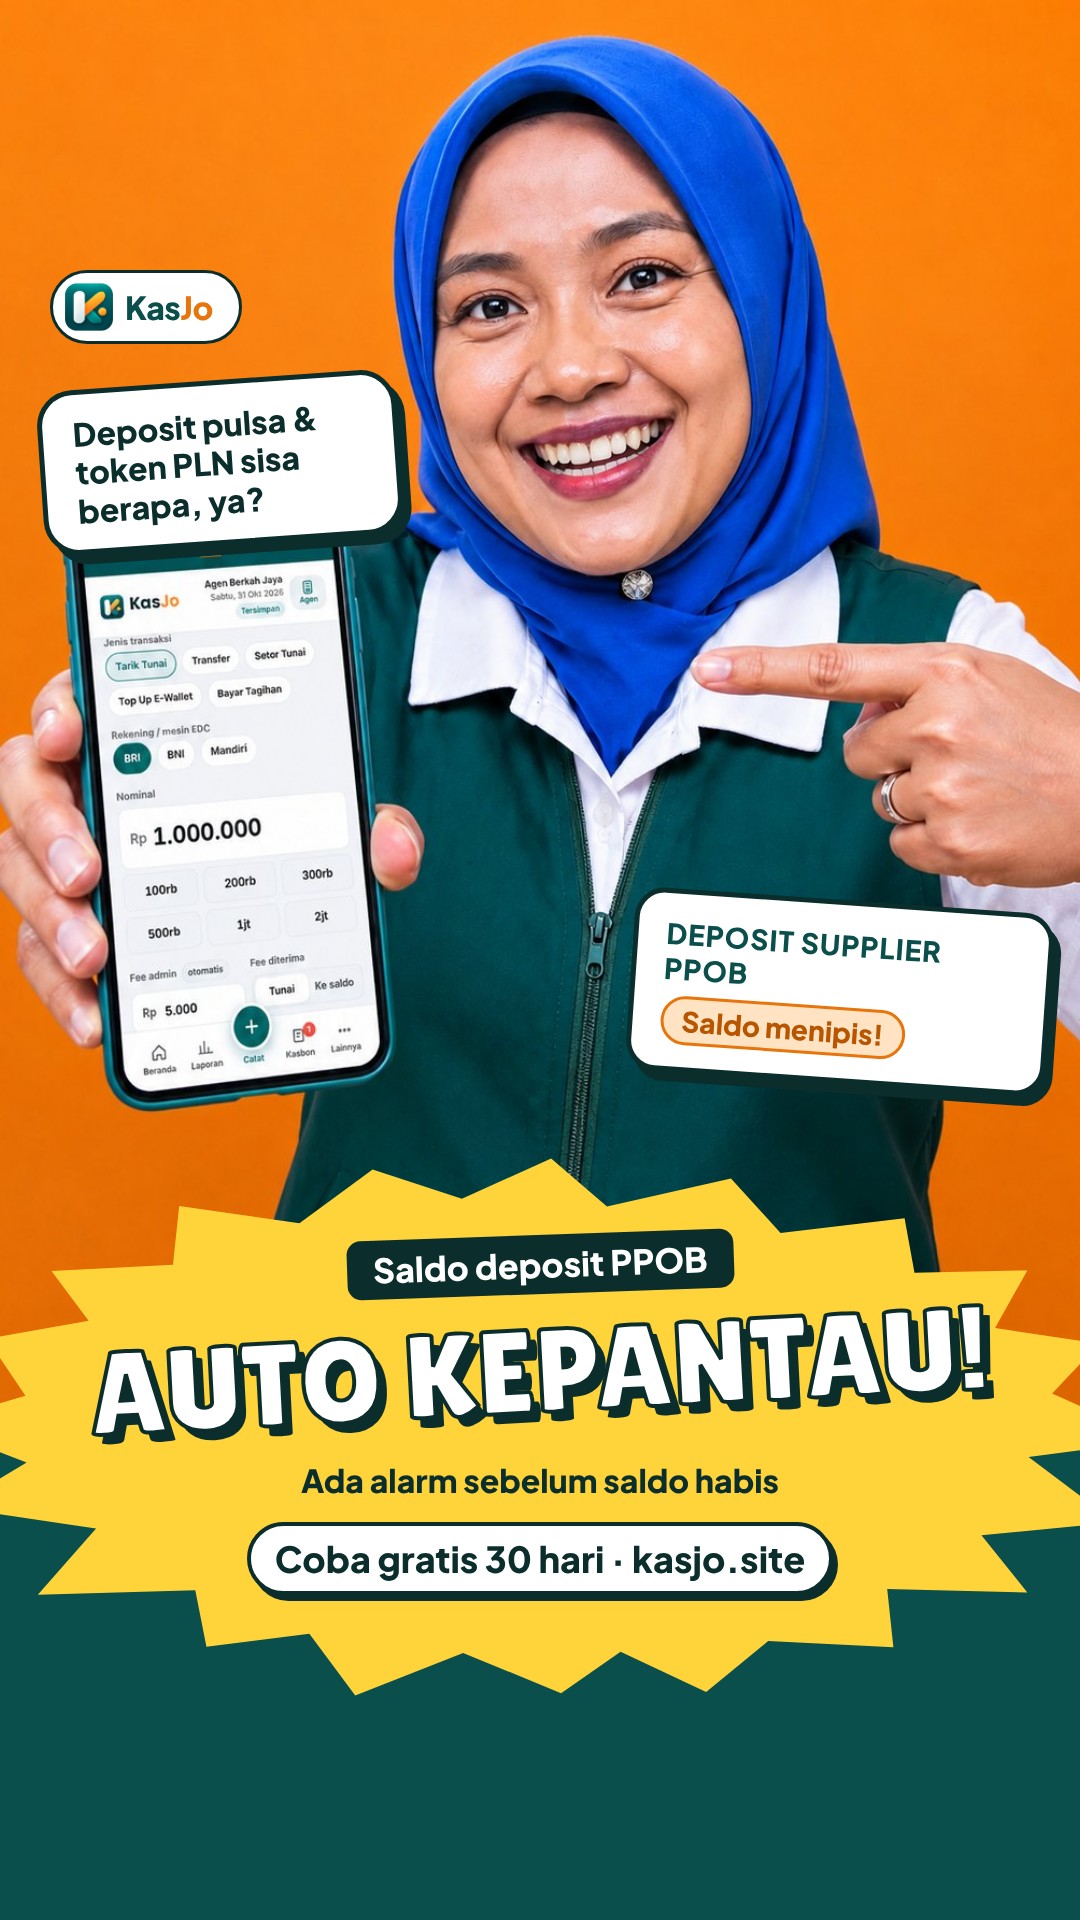 KasJo
Deposit pulsa &
token PLN sisa
berapa, ya?
KasJo
Agen Berkah Jaya
Sabtu, 31 Okt 2026
Tersimpan
Agen
Jenis transaksi
Tarik Tunai
Transfer
Setor Tunai
Top Up E-Wallet
Bayar Tagihan
Rekening / mesin EDC
BRI
BNI
Mandiri
Nominal
Rp 1.000.000
100rb
200rb
300rb
500rb
1jt
2jt
Fee admin
otomatis
Fee diterima
Rp 5.000
Tunai
Ke saldo
+
1
Beranda
Laporan
Catat
Kasbon
Lainnya
DEPOSIT SUPPLIER
PPOB
Saldo menipis!
Saldo deposit PPOB
AUTO KEPANTAU!
Ada alarm sebelum saldo habis
Coba gratis 30 hari · kasjo.site